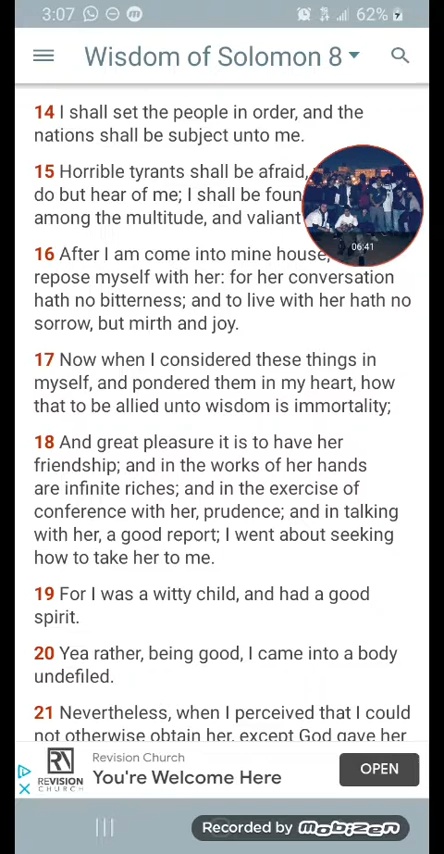 3:07 62%
Wisdom of Solomon 8
14 I shall set the people in order, and the
nations shall be subject unto me.
15 Horrible tyrants shall be afraid,
do but hear of me; I shall be foun
among the multitude, and valiant
16 After I am come into mine house,
repose myself with her: for her conversation
hath no bitterness; and to live with her hath no
sorrow, but mirth and joy.
17 Now when I considered these things in
myself, and pondered them in my heart, how
that to be allied unto wisdom is immortality;
18 And great pleasure it is to have her
friendship; and in the works of her hands
are infinite riches; and in the exercise of
conference with her, prudence; and in talking
with her, a good report; I went about seeking
how to take her to me.
19 For I was a witty child, and had a good
spirit.
20 Yea rather, being good, I came into a body
undefiled.
21 Nevertheless, when I perceived that I could
not otherwise obtain her, except God gave her
06:41
REVISION
CHURCH
Revision Church
You're Welcome Here
OPEN
Recorded by mobizen